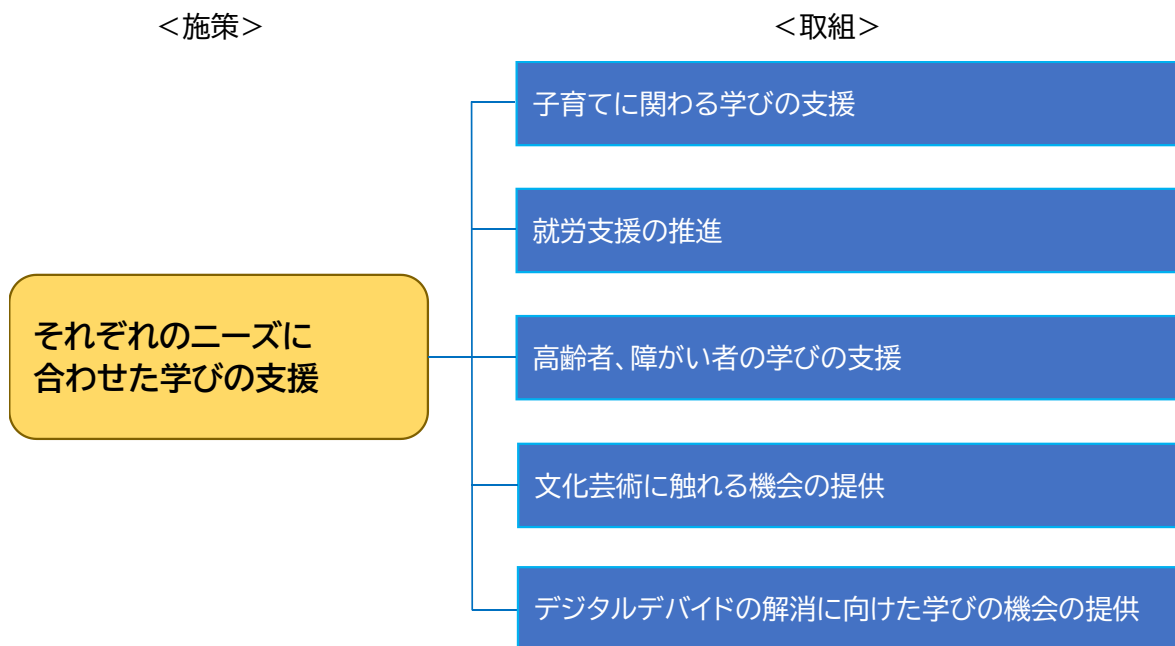 ＜施策＞
＜取組＞
それぞれのニーズに
合わせた学びの支援
子育てに関わる学びの支援
就労支援の推進
高齢者、障がい者の学びの支援
文化芸術に触れる機会の提供
デジタルデバイドの解消に向けた学びの機会の提供